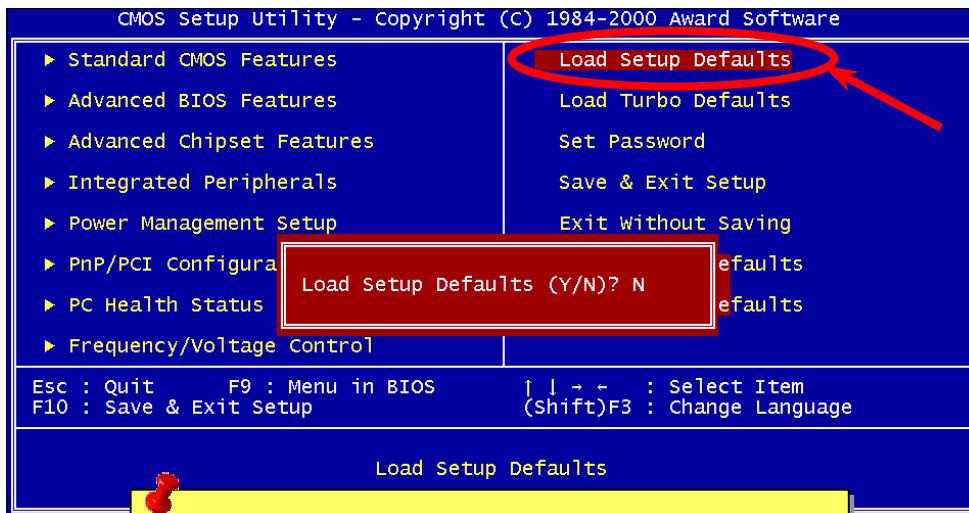 CMOS Setup Utility - Copyright (C) 1984-2000 Award Software
▶ Standard CMOS Features
▶ Advanced BIOS Features
▶ Advanced Chipset Features
▶ Integrated Peripherals
▶ Power Management Setup
▶ PnP/PCI Configura
▶ PC Health Status
▶ Frequency/Voltage Control
Load Setup Defaults
Load Turbo Defaults
Set Password
Save & Exit Setup
Exit Without Saving
efaults
efaults
Load Setup Defaults (Y/N)? N
Esc : Quit F9 : Menu in BIOS ↑ ↓ → ← : Select Item
F10 : Save & Exit Setup (Shift)F3 : Change Language
Load Setup Defaults